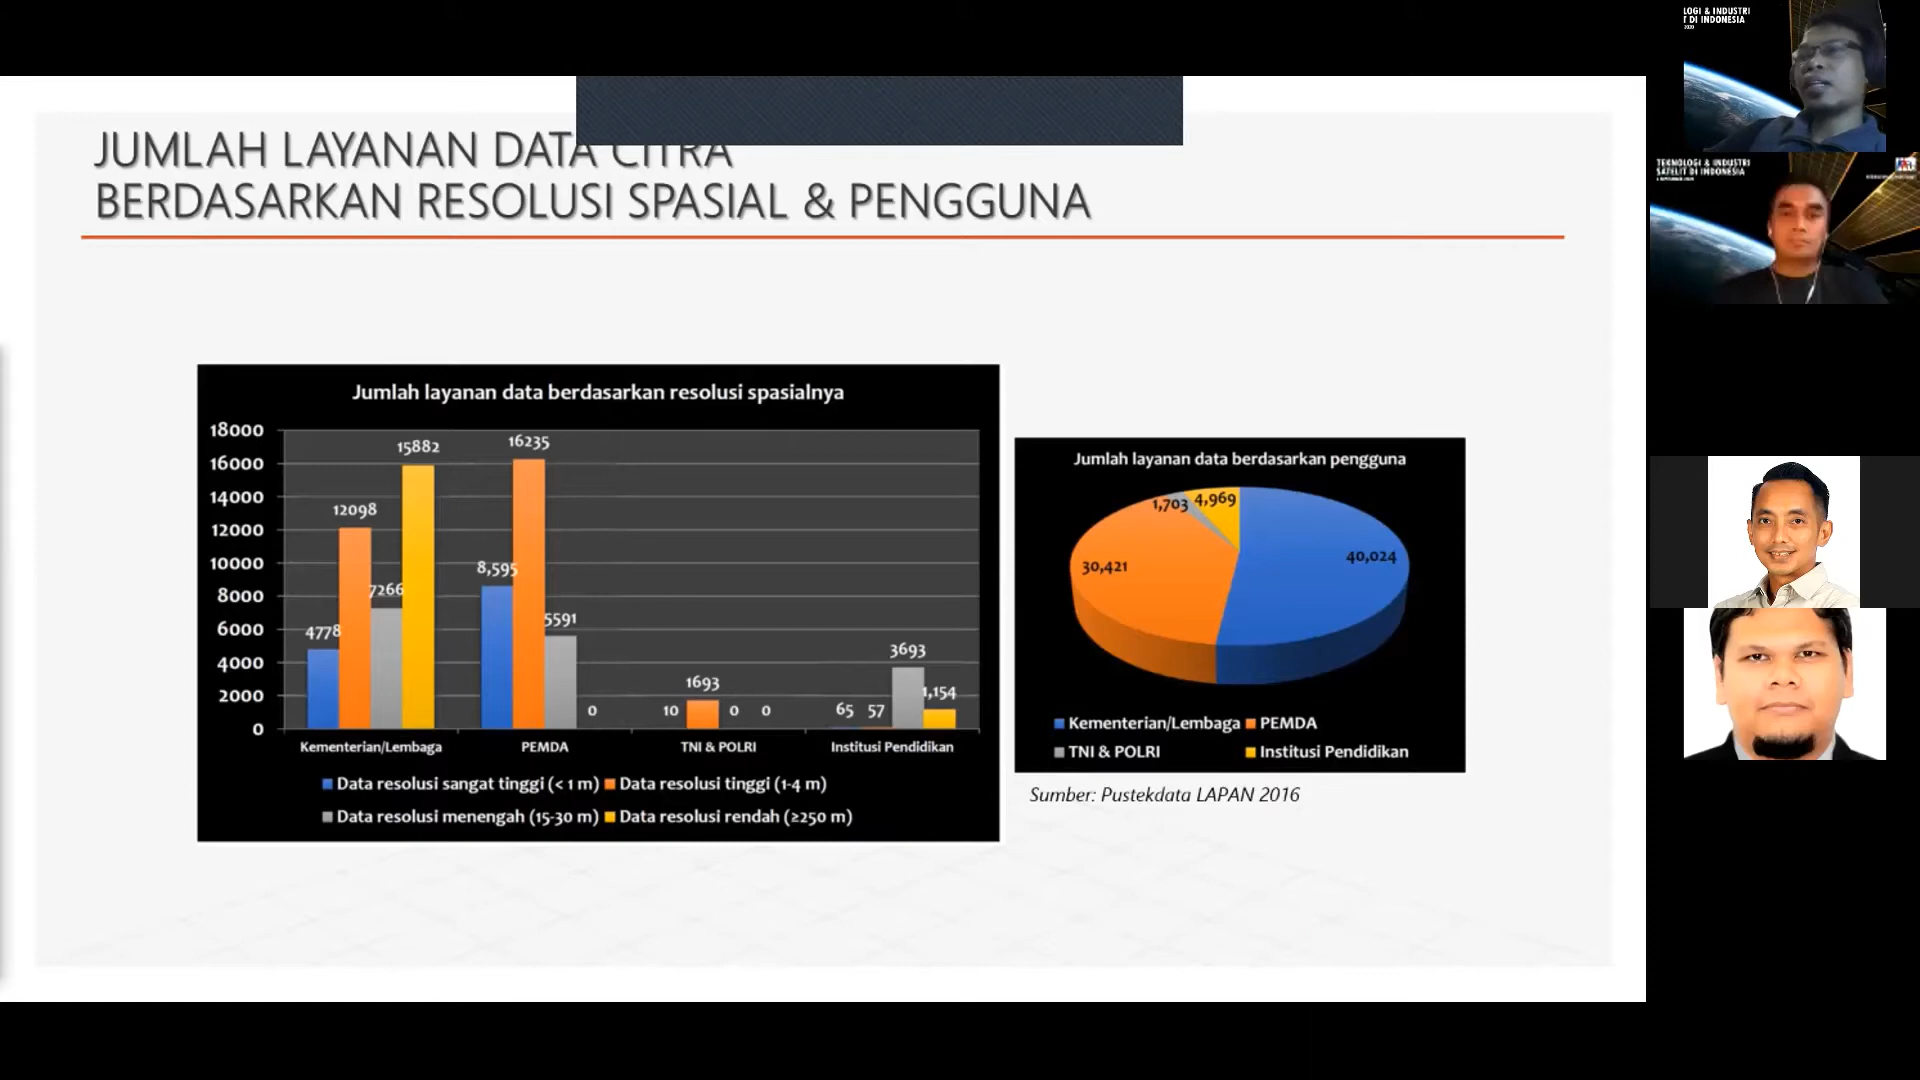 JUMLAH LAYANAN DATA CITRA
BERDASARKAN RESOLUSI SPASIAL & PENGGUNA
Jumlah layanan data berdasarkan resolusi spasialnya
18000
16000
14000
12000
10000
8000
6000
4000
2000
0
4778
12098
7266
15882
8,595
16235
5591
0
10
1693
0
0
65
57
3693
1,154
Kementerian/Lembaga
PEMDA
TNI & POLRI
Institusi Pendidikan
Data resolusi sangat tinggi (< 1 m)
Data resolusi tinggi (1-4 m)
Data resolusi menengah (15-30 m)
Data resolusi rendah (≥250 m)
Jumlah layanan data berdasarkan pengguna
1,703
4,969
30,421
40,024
Kementerian/Lembaga
PEMDA
TNI & POLRI
Institusi Pendidikan
Sumber: Pustekdata LAPAN 2016
LOGI & INDUSTRI
T DI INDONESIA
2020
TEKNOLOGI & INDUSTRI
SATELIT DI INDONESIA